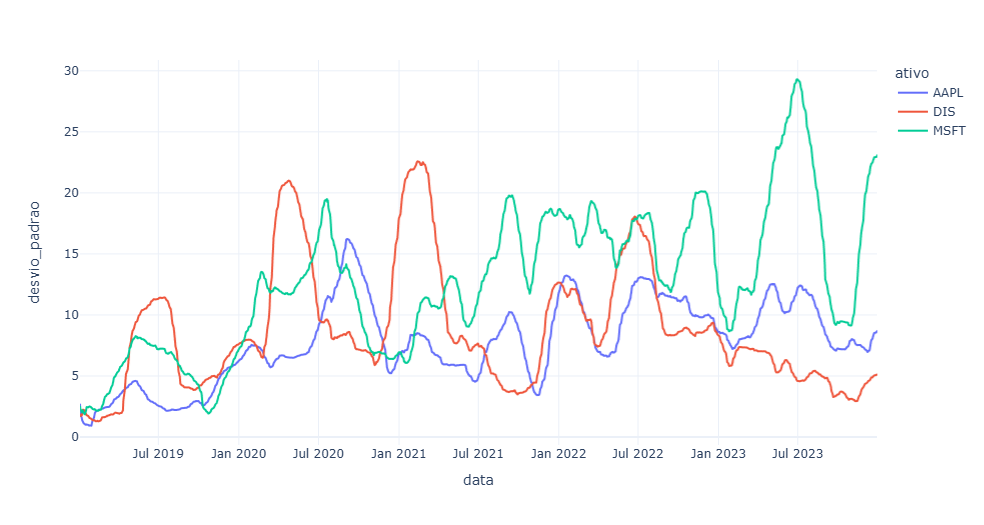 ativo
AAPL
DIS
MSFT
desvio_padrao
30
25
20
15
10
5
0
Jul 2019
Jan 2020
Jul 2020
Jan 2021
Jul 2021
Jan 2022
Jul 2022
Jan 2023
Jul 2023
data